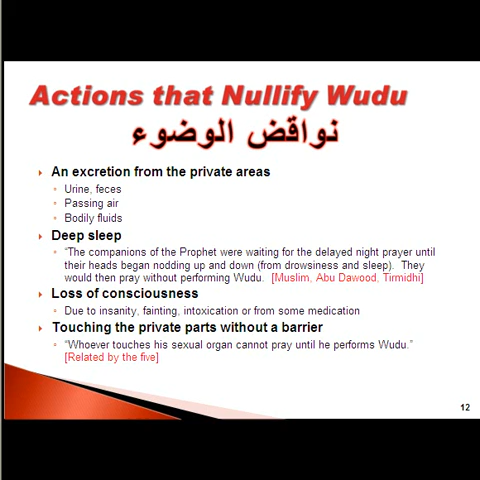 Actions that Nullify Wudu
نواقض الوضوء
An excretion from the private areas
Urine, feces
Passing air
Bodily fluids
Deep sleep
“The companions of the Prophet were waiting for the delayed night prayer until
their heads began nodding up and down (from drowsiness and sleep). They
would then pray without performing Wudu. [Muslim, Abu Dawood, Tirmidhi]
Loss of consciousness
Due to insanity, fainting, intoxication or from some medication
Touching the private parts without a barrier
“Whoever touches his sexual organ cannot pray until he performs Wudu.”
[Related by the five]
12